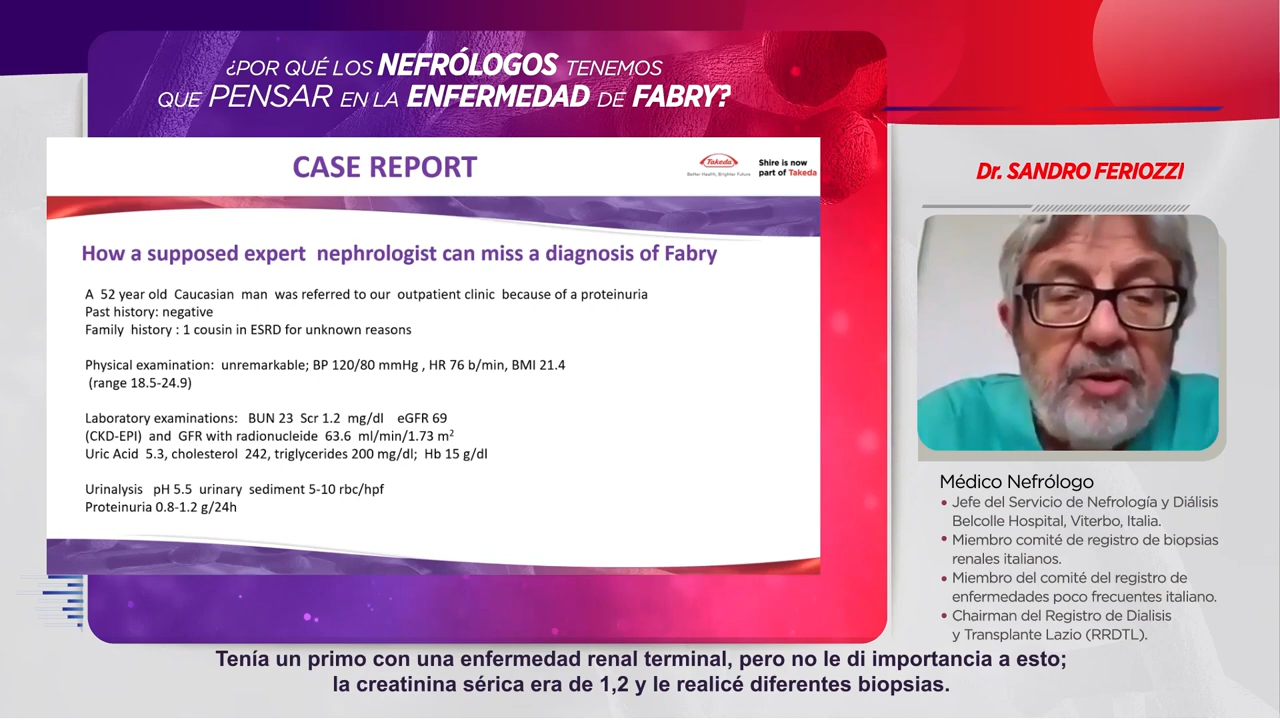 ¿POR QUÉ LOS NEFRÓLOGOS TENEMOS
QUE PENSAR EN LA ENFERMEDAD DE FABRY?
CASE REPORT
Takeda
Better Health, Brighter Future
Shire is now
part of Takeda
How a supposed expert nephrologist can miss a diagnosis of Fabry
A 52 year old Caucasian man was referred to our outpatient clinic because of a proteinuria
Past history: negative
Family history : 1 cousin in ESRD for unknown reasons
Physical examination: unremarkable; BP 120/80 mmHg , HR 76 b/min, BMI 21.4
(range 18.5-24.9)
Laboratory examinations: BUN 23 Scr 1.2 mg/dl eGFR 69
(CKD-EPI) and GFR with radionucleide 63.6 ml/min/1.73 m²
Uric Acid 5.3, cholesterol 242, triglycerides 200 mg/dl; Hb 15 g/dl
Urinalysis pH 5.5 urinary sediment 5-10 rbc/hpf
Proteinuria 0.8-1.2 g/24h
Dr. SANDRO FERIOZZI
Médico Nefrólogo
• Jefe del Servicio de Nefrología y Diálisis
Belcolle Hospital, Viterbo, Italia.
• Miembro comité de registro de biopsias
renales italianos.
• Miembro del comité del registro de
enfermedades poco frecuentes italiano.
• Chairman del Registro de Dialisis
y Transplante Lazio (RRDTL).
Tenía un primo con una enfermedad renal terminal, pero no le di importancia a esto;
la creatinina sérica era de 1,2 y le realicé diferentes biopsias.